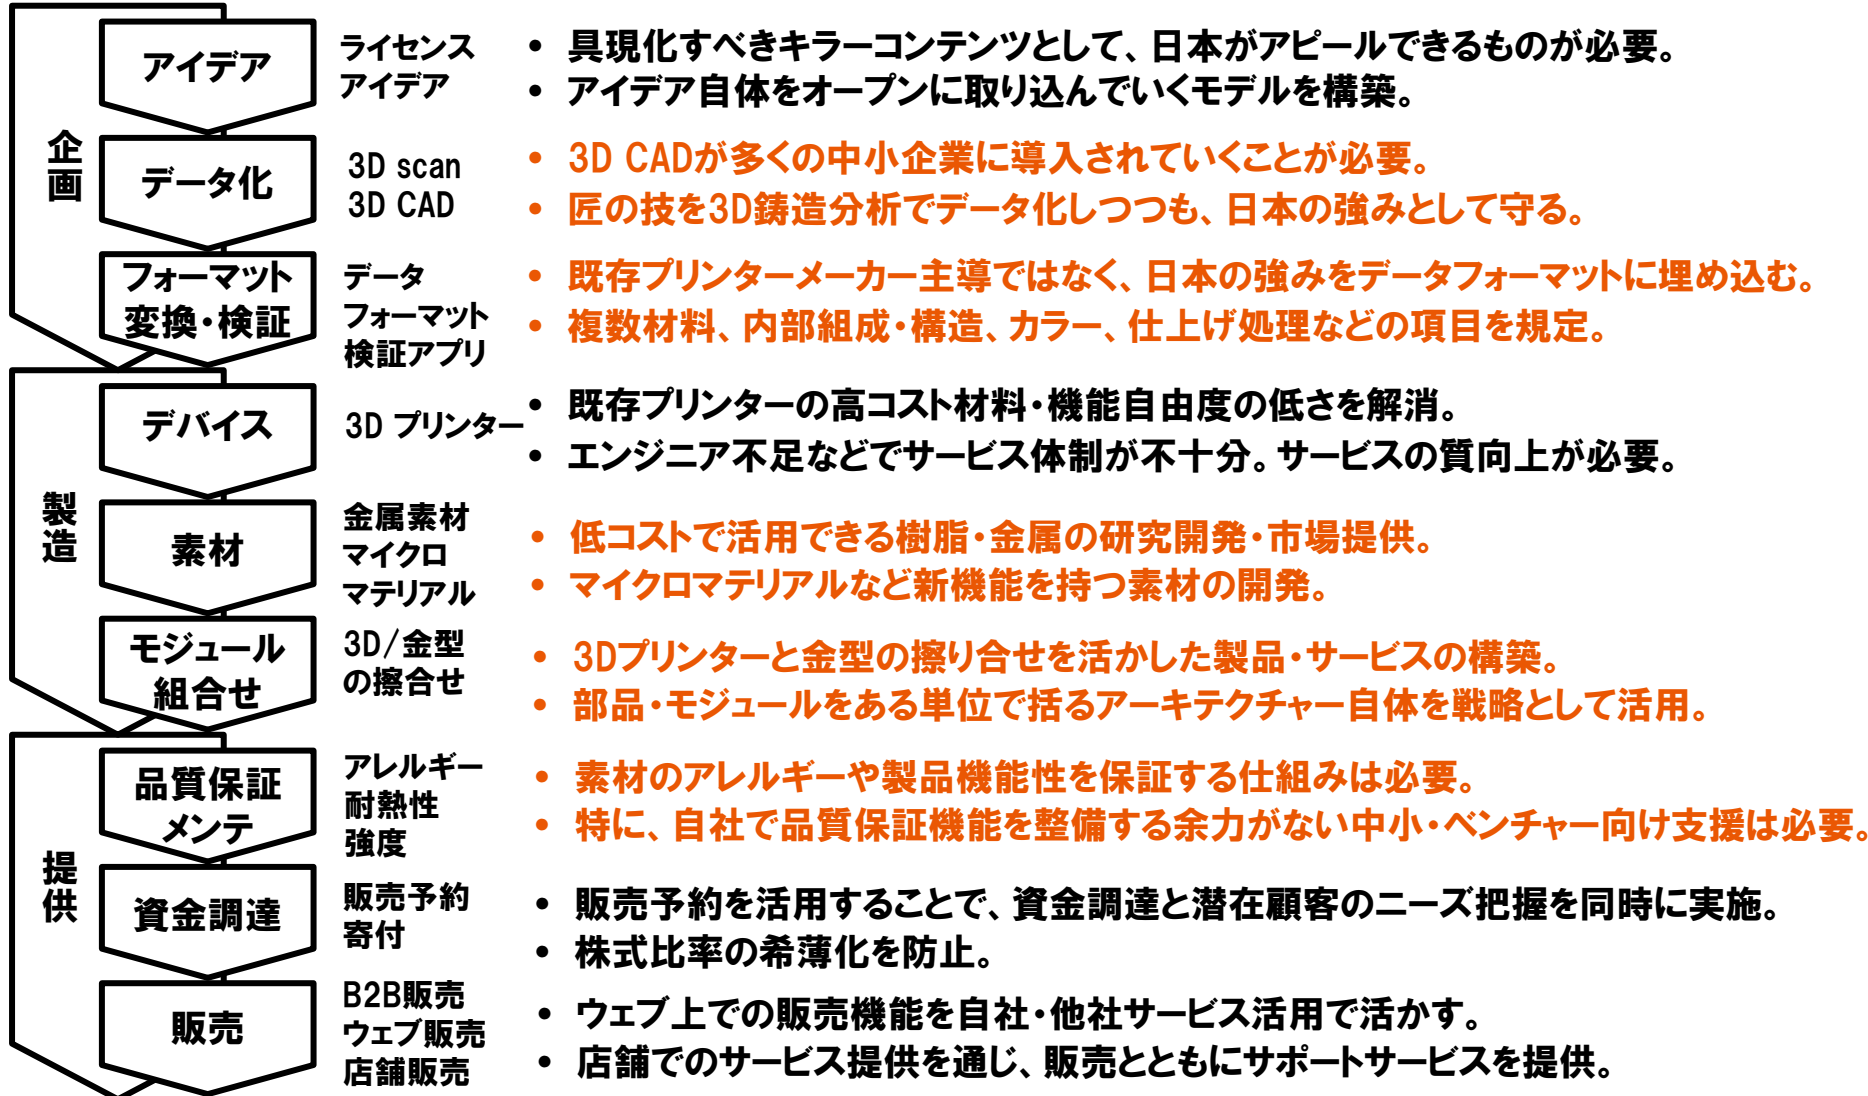 企画
アイデア
ライセンス
アイデア
• 具現化すべきキラーコンテンツとして、日本がアピールできるものが必要。
• アイデア自体をオープンに取り込んでいくモデルを構築。
データ化
3D scan
3D CAD
• 3D CADが多くの中小企業に導入されていくことが必要。
• 匠の技を3D鋳造分析でデータ化しつつも、日本の強みとして守る。
フォーマット
変換・検証
データ
フォーマット
検証アプリ
• 既存プリンターメーカー主導ではなく、日本の強みをデータフォーマットに埋め込む。
• 複数材料、内部組成・構造、カラー、仕上げ処理などの項目を規定。
製造
デバイス
3D プリンター
• 既存プリンターの高コスト材料・機能自由度の低さを解消。
• エンジニア不足などでサービス体制が不十分。サービスの質向上が必要。
素材
金属素材
マイクロ
マテリアル
• 低コストで活用できる樹脂・金属の研究開発・市場提供。
• マイクロマテリアルなど新機能を持つ素材の開発。
モジュール
組合せ
3D/金型
の擦合せ
• 3Dプリンターと金型の擦り合せを活かした製品・サービスの構築。
• 部品・モジュールをある単位で括るアーキテクチャー自体を戦略として活用。
提供
品質保証
メンテ
アレルギー
耐熱性
強度
• 素材のアレルギーや製品機能性を保証する仕組みは必要。
• 特に、自社で品質保証機能を整備する余力がない中小・ベンチャー向け支援は必要。
資金調達
販売予約
寄付
• 販売予約を活用することで、資金調達と潜在顧客のニーズ把握を同時に実施。
• 株式比率の希薄化を防止。
販売
B2B販売
ウェブ販売
店舗販売
• ウェブ上での販売機能を自社・他社サービス活用で活かす。
• 店舗でのサービス提供を通じ、販売とともにサポートサービスを提供。